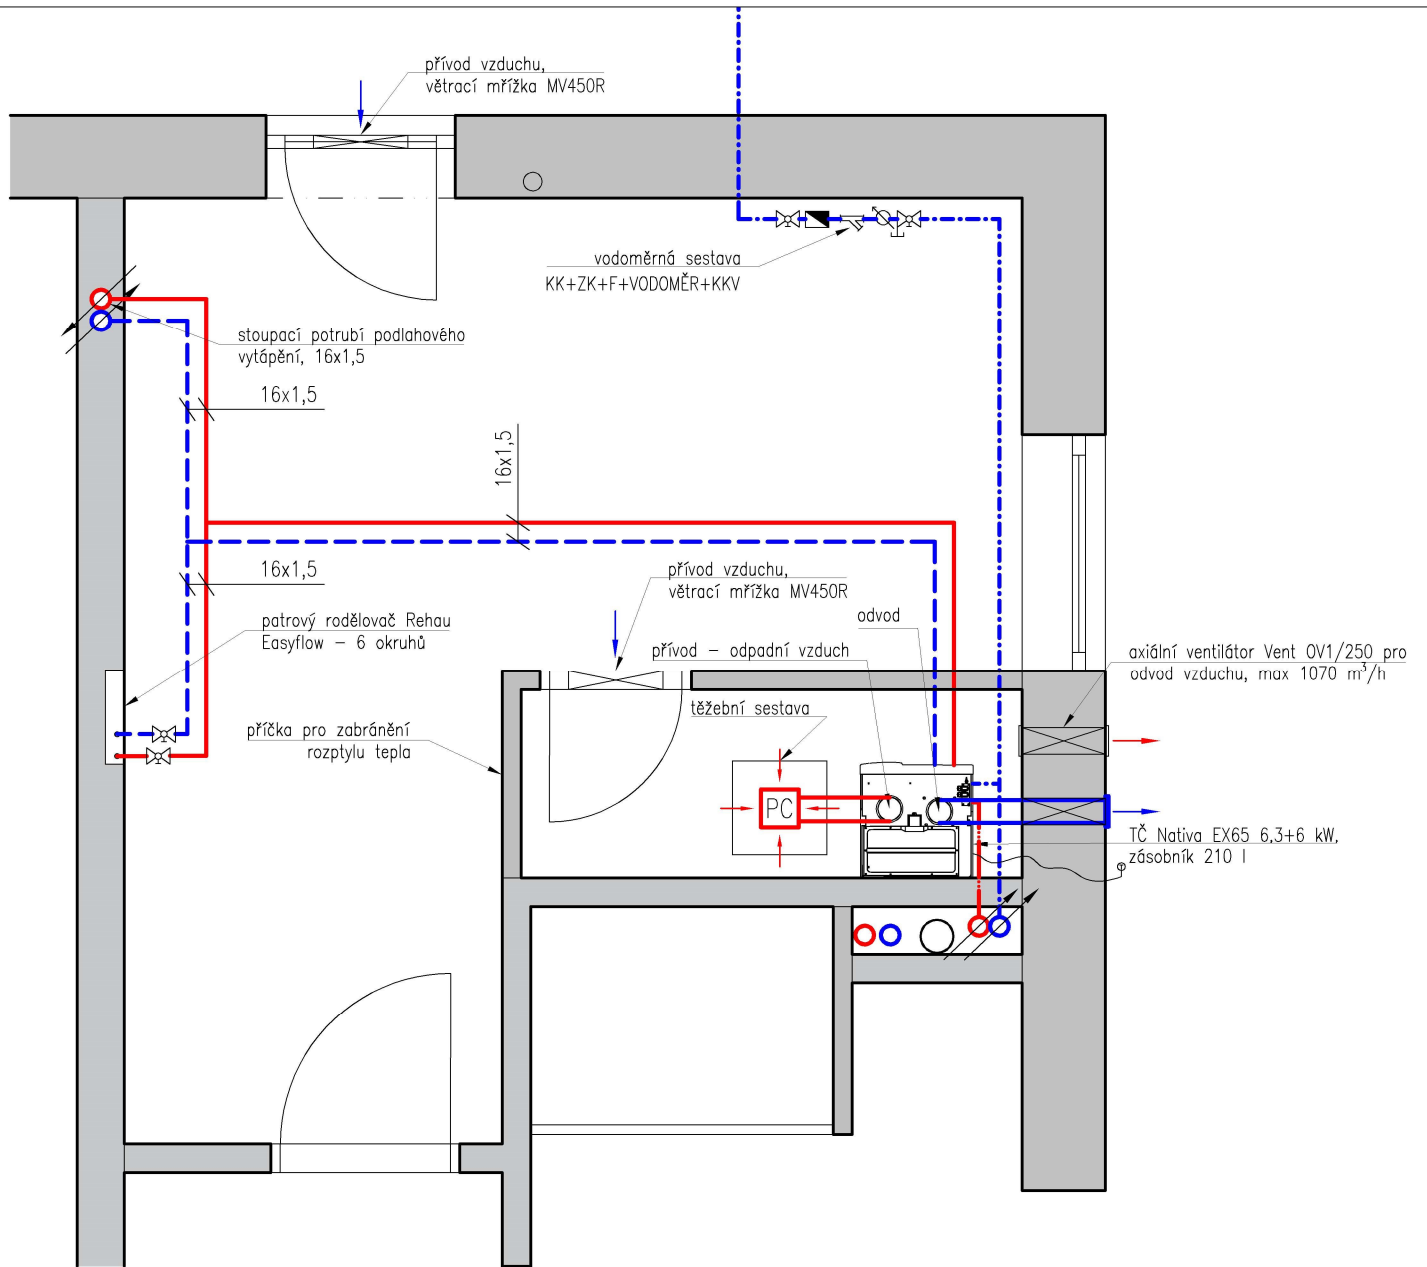 přívod vzduchu,
větrací mřížka MV450R
vodoměrná sestava
KK+ZK+F+VODOMĚR+KKV
stoupací potrubí podlahového
vytápění, 16x1,5
16x1,5
16x1,5
16x1,5
přívod vzduchu,
větrací mřížka MV450R
odvod
patrový rodělovač Rehau
Easyflow – 6 okruhů
přívod – odpadní vzduch
axiální ventilátor Vent OV1/250 pro
odvod vzduchu, max 1070 m³/h
těžební sestava
příčka pro zabránění
rozptylu tepla
PC
TČ Nativa EX65 6,3+6 kW,
zásobník 210 l